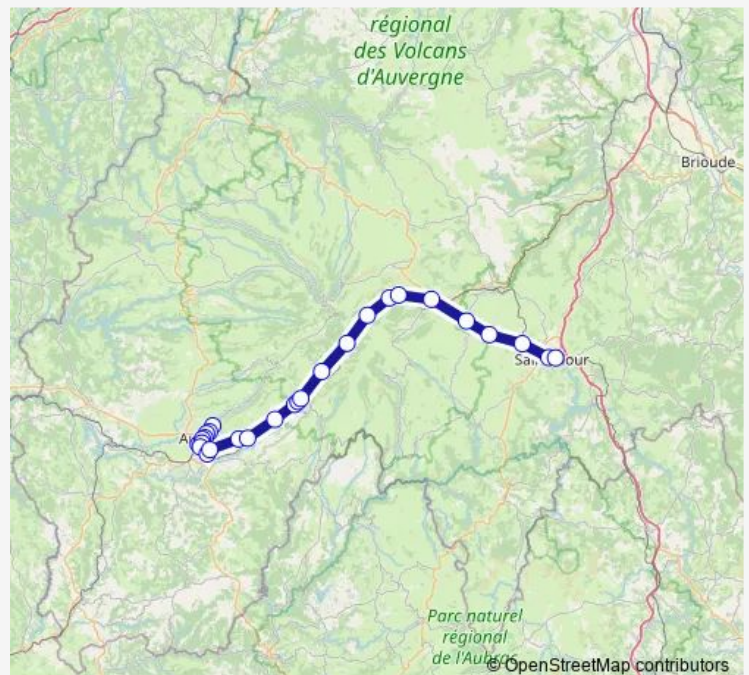 régional
des Volcans
d'Auvergne
Brioude
Parc naturel
régional
de l'Aubrac
© OpenStreetMap contributors